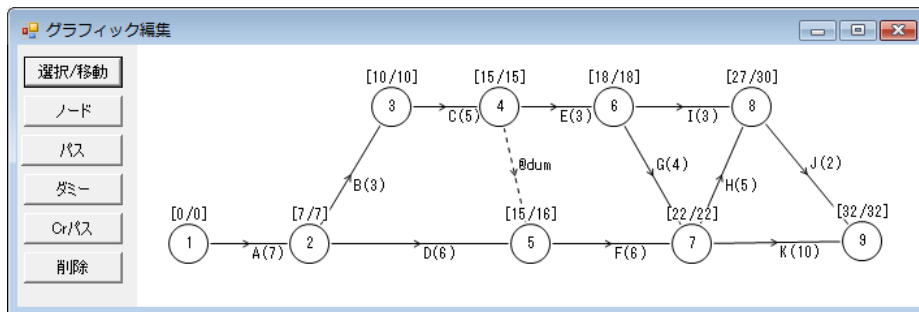 グラフィック編集
選択/移動
ノード
パス
ダミー
Crパス
削除
[10/10]
[15/15]
[18/18]
[27/30]
3
4
6
8
C(5)
E(3)
I(3)
B(3)
@dum
G(4)
H(5)
J(2)
[0/0]
[7/7]
[15/16]
[22/22]
[32/32]
1
2
5
7
9
A(7)
D(6)
F(6)
K(10)